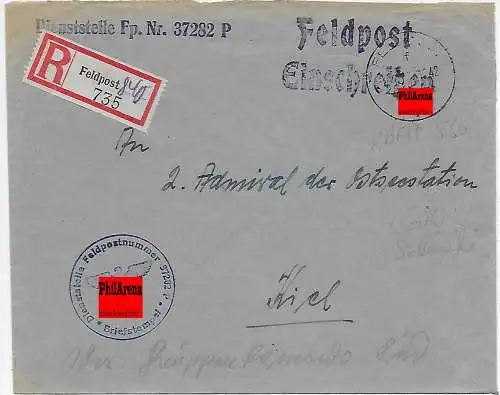 Dienststelle Fp. Nr. 37282 P
Feldpost
Einschreiben
R
Feldpost
735
PhilArena
An
2. Admiral der Ostseestation
Kiel
Dienststelle Feldpostnummer 37282 P
* Briefstempel *
PhilArena